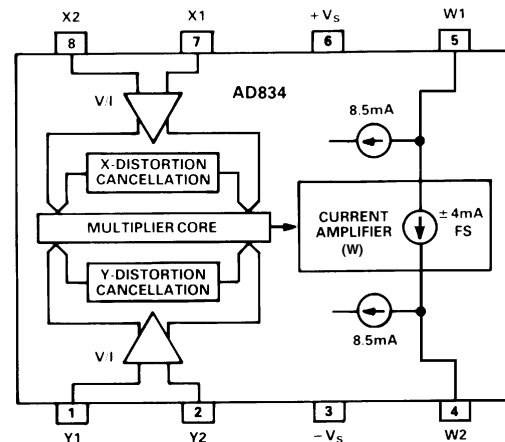 X2 X1 + Vs W1
8 7 6 5
V/I AD834
8.5mA
X-DISTORTION
CANCELLATION
MULTIPLIER CORE
CURRENT
AMPLIFIER
(W)
± 4mA
FS
Y-DISTORTION
CANCELLATION
V/I
8.5mA
1 2 3 4
Y1 Y2 – Vs W2